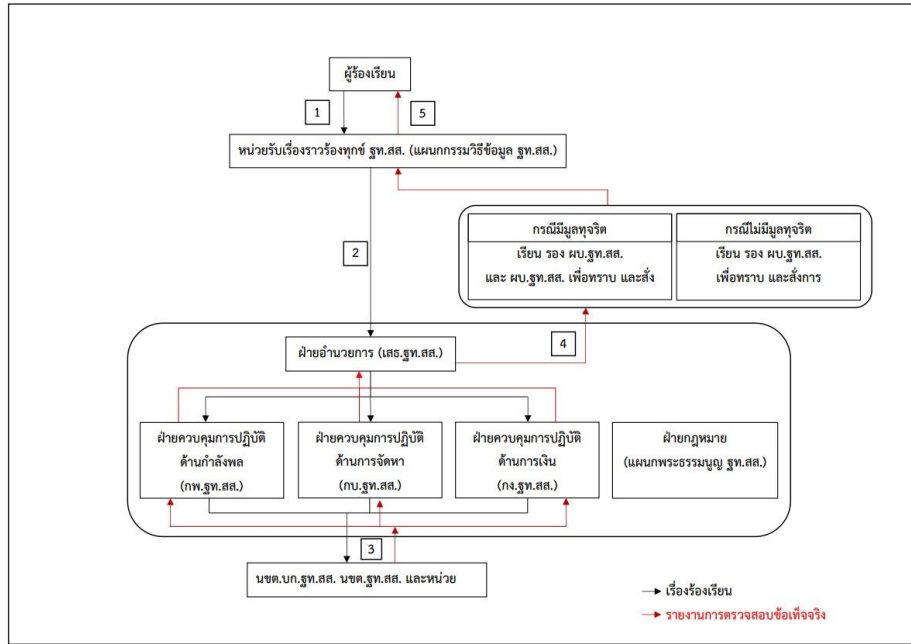 ผู้ร้องเรียน
1
5
หน่วยรับเรื่องราวร้องทุกข์ ฐท.สส. (แผนกกรรมวิธีข้อมูล ฐท.สส.)
2
กรณีมีมูลทุจริต
เรียน รอง ผบ.ฐท.สส.
และ ผบ.ฐท.สส. เพื่อทราบ และสั่ง
กรณีไม่มีมูลทุจริต
เรียน รอง ผบ.ฐท.สส.
เพื่อทราบ และสั่งการ
4
ฝ่ายอำนวยการ (เสธ.ฐท.สส.)
ฝ่ายควบคุมการปฏิบัติ
ด้านกำลังพล
(กพ.ฐท.สส.)
ฝ่ายควบคุมการปฏิบัติ
ด้านการจัดหา
(กบ.ฐท.สส.)
ฝ่ายควบคุมการปฏิบัติ
ด้านการเงิน
(กง.ฐท.สส.)
ฝ่ายกฎหมาย
(แผนกพระธรรมนูญ ฐท.สส.)
3
นขต.บก.ฐท.สส. นขต.ฐท.สส. และหน่วย
เรื่องร้องเรียน
รายงานการตรวจสอบข้อเท็จจริง